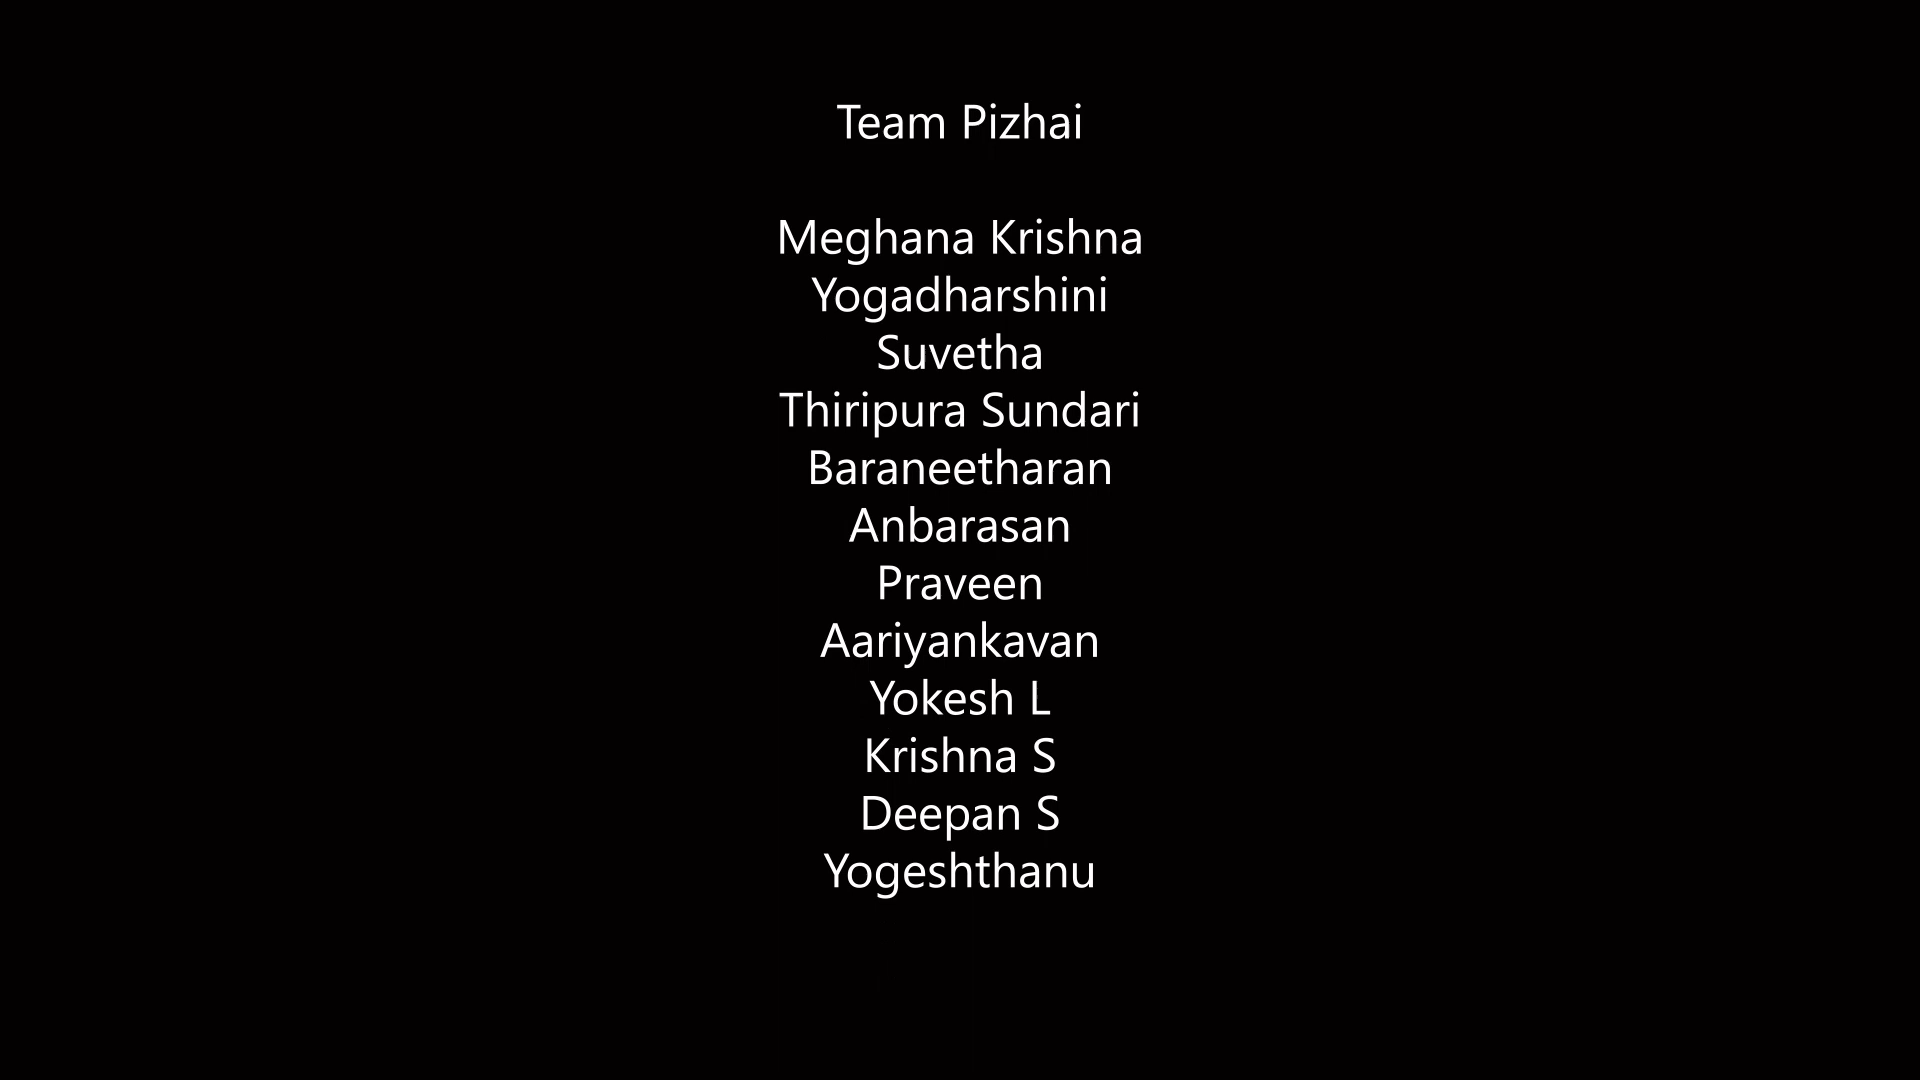 Team Pizhai
Meghana Krishna
Yogadharshini
Suvetha
Thiripura Sundari
Baraneetharan
Anbarasan
Praveen
Aariyankavan
Yokesh L
Krishna S
Deepan S
Yogeshthanu